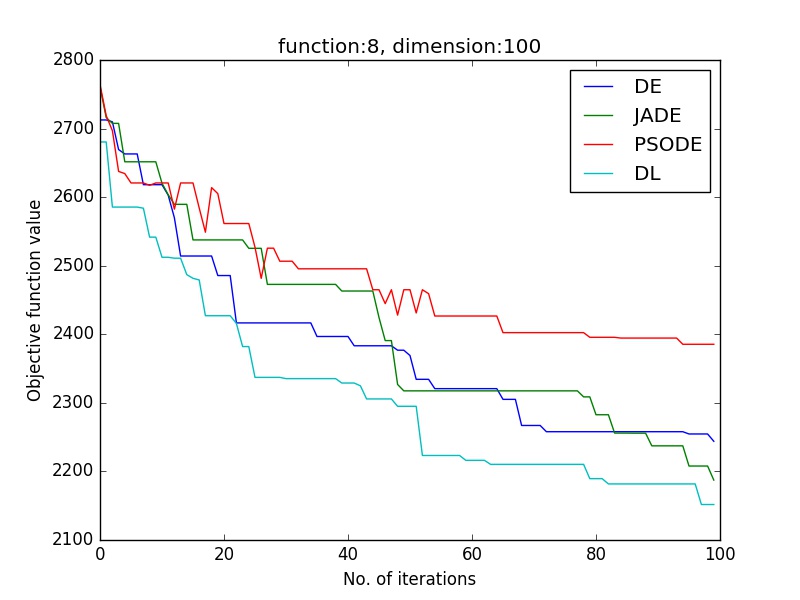 function:8, dimension:100
2800
2700
2600
2500
2400
2300
2200
2100
0
20
40
60
80
100
Objective function value
No. of iterations
DE
JADE
PSODE
DL